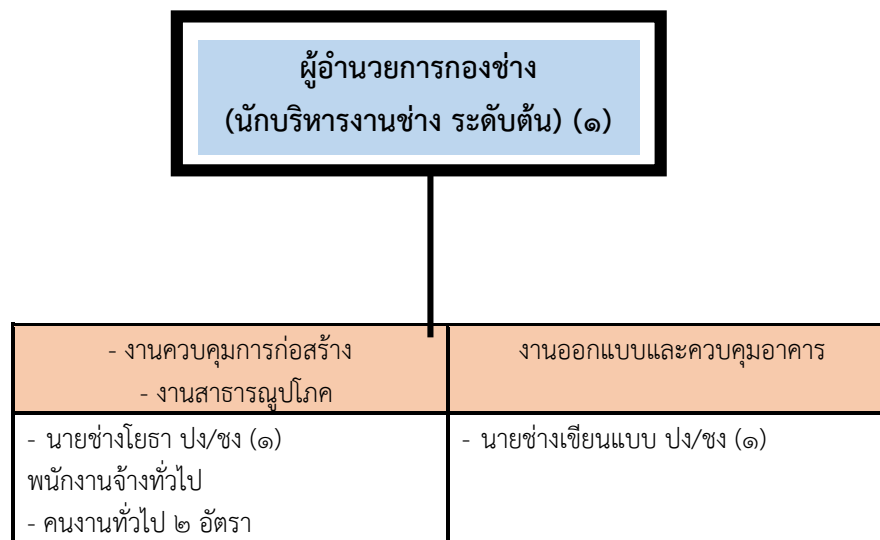 ผู้อำนวยการกองช่าง
(นักบริหารงานช่าง ระดับต้น) (๑)
- งานควบคุมการก่อสร้าง
- งานสาธารณูปโภค
งานออกแบบและควบคุมอาคาร
- นายช่างโยธา ปง/ชง (๑)
พนักงานจ้างทั่วไป
- คนงานทั่วไป ๒ อัตรา
- นายช่างเขียนแบบ ปง/ชง (๑)